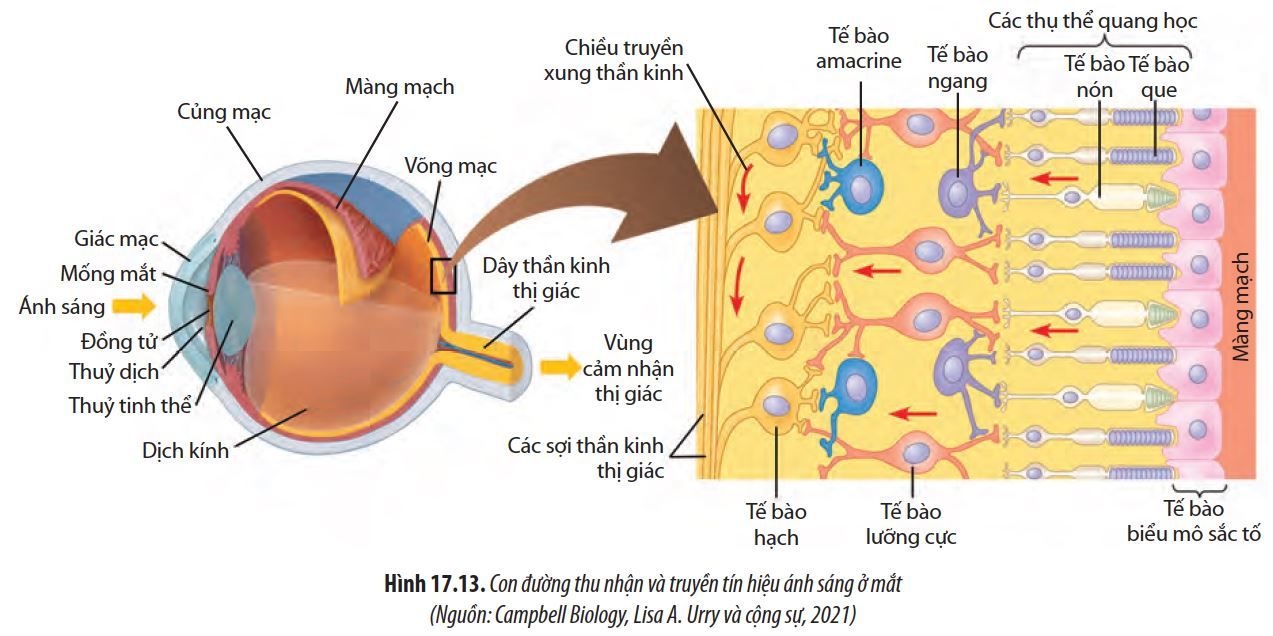 Củng mạc
Màng mạch
Võng mạc
Giác mạc
Mống mắt
Ánh sáng
Đồng tử
Thuỷ dịch
Thuỷ tinh thể
Dịch kính
Dây thần kinh
thị giác
Vùng
cảm nhận
thị giác
Chiều truyền
xung thần kinh
Tế bào
amacrine
Tế bào
ngang
Các thụ thể quang học
Tế bào
nón
Tế bào
que
Màng mạch
Các sợi thần kinh
thị giác
Tế bào
hạch
Tế bào
lưỡng cực
Tế bào
biểu mô sắc tố
Hình 17.13. Con đường thu nhận và truyền tín hiệu ánh sáng ở mắt
(Nguồn: Campbell Biology, Lisa A. Urry và cộng sự, 2021)